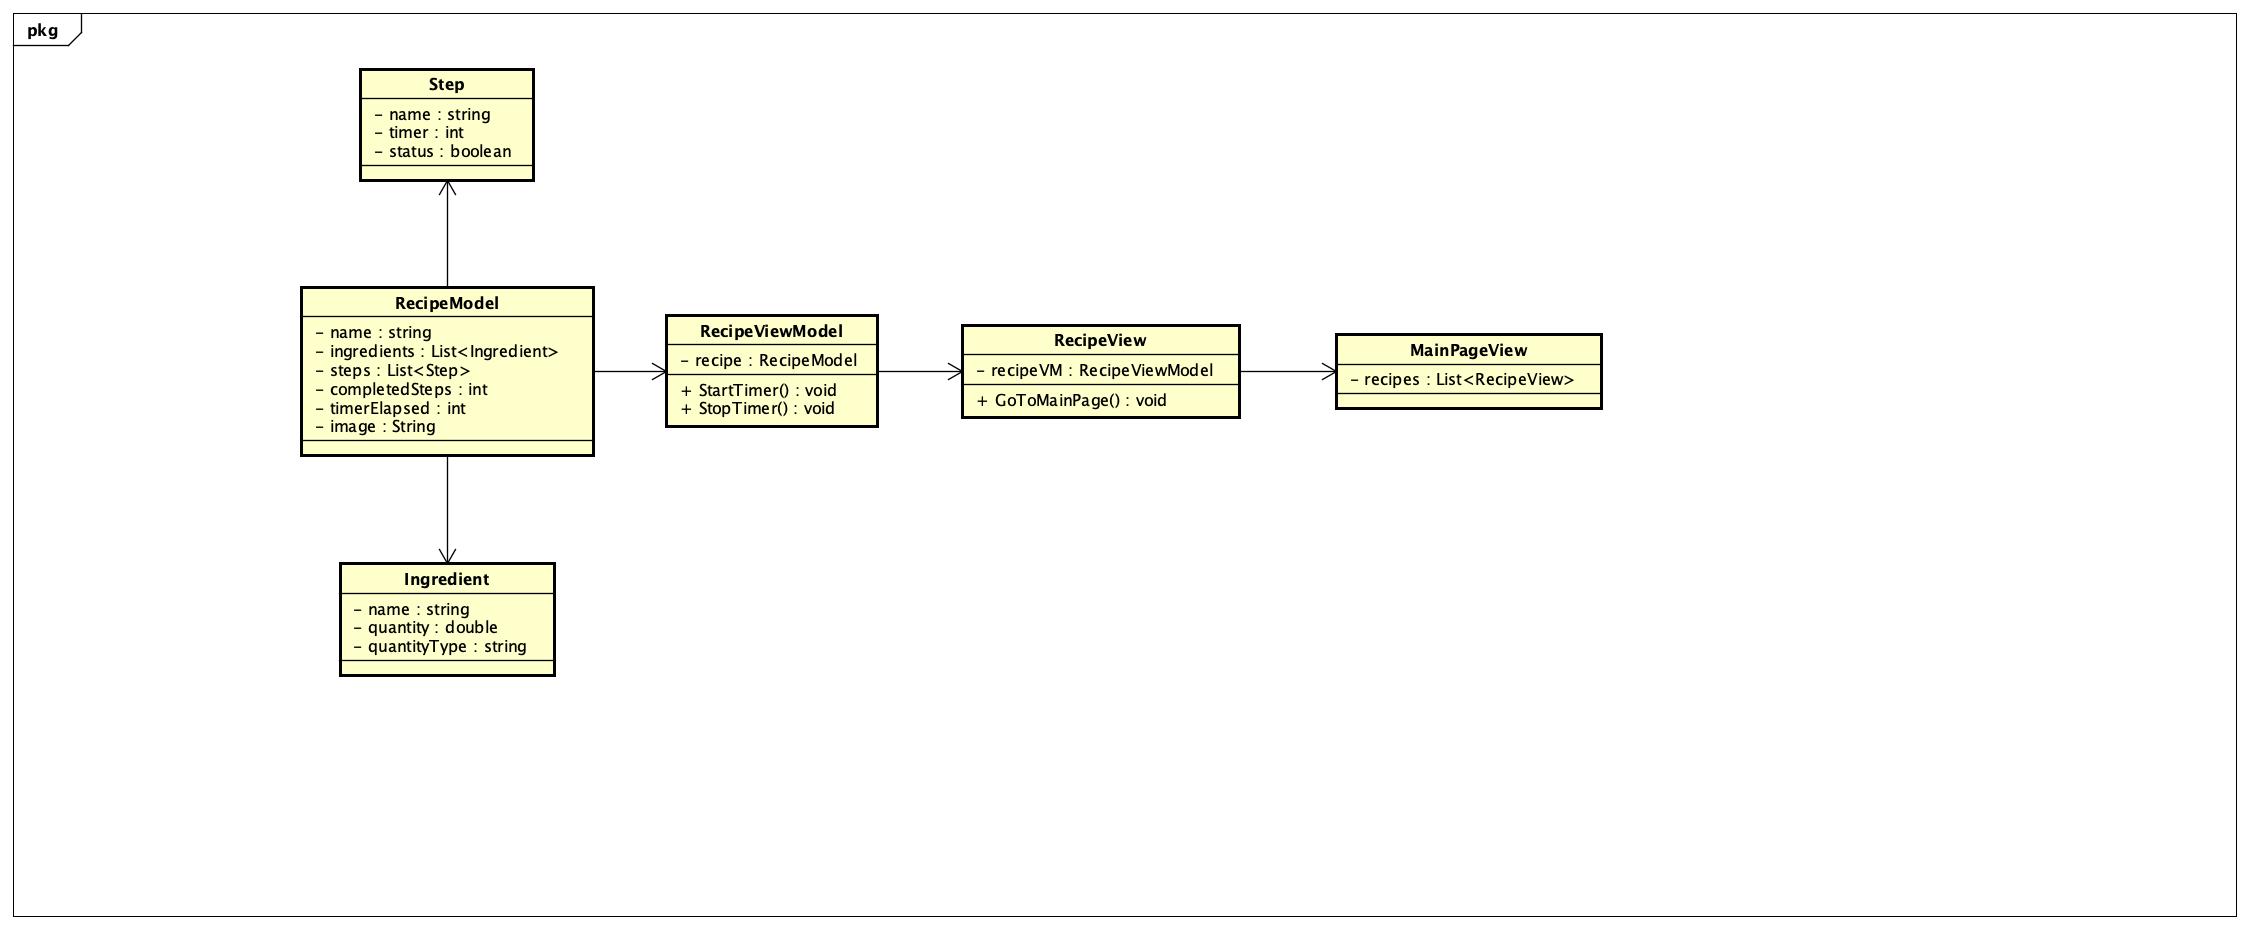 pkg
Step
- name : string
- timer : int
- status : boolean
RecipeModel
- name : string
- ingredients : List<Ingredient>
- steps : List<Step>
- completedSteps : int
- timerElapsed : int
- image : String
RecipeViewModel
- recipe : RecipeModel
+ StartTimer() : void
+ StopTimer() : void
RecipeView
- recipeVM : RecipeViewModel
+ GoToMainPage() : void
MainPageView
- recipes : List<RecipeView>
Ingredient
- name : string
- quantity : double
- quantityType : string